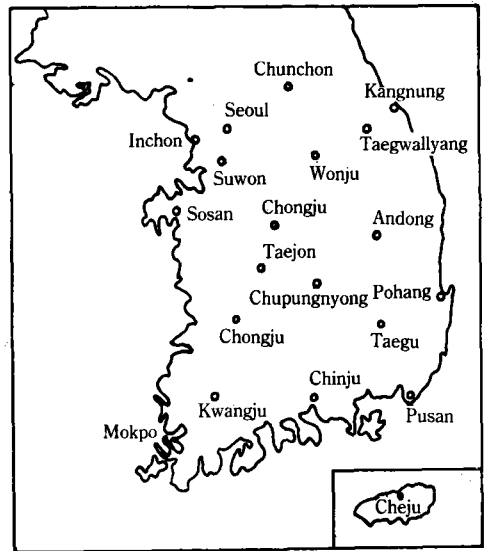 Chunchon
Kangnung
Seoul
Taegwallyang
Inchon
Wonju
Suwon
Sosan
Chongju
Andong
Taejon
Chupungnyong
Pohang
Chongju
Taegu
Chinju
Kwangju
Pusan
Mokpo
Cheju